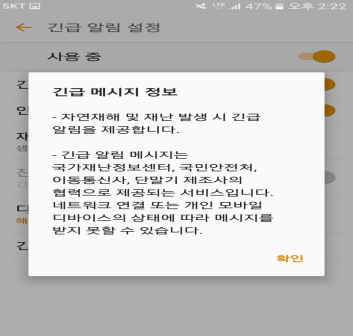 SKT LTE 47% 오후 2:22
긴급 알림 설정
사용 중
긴급 메시지 정보
- 자연재해 및 재난 발생 시 긴급
알림을 제공합니다.
- 긴급 알림 메시지는
국가재난정보센터, 국민안전처,
이동통신사, 단말기 제조사의
협력으로 제공되는 서비스입니다.
네트워크 연결 또는 개인 모바일
디바이스의 상태에 따라 메시지를
받지 못할 수 있습니다.
확인